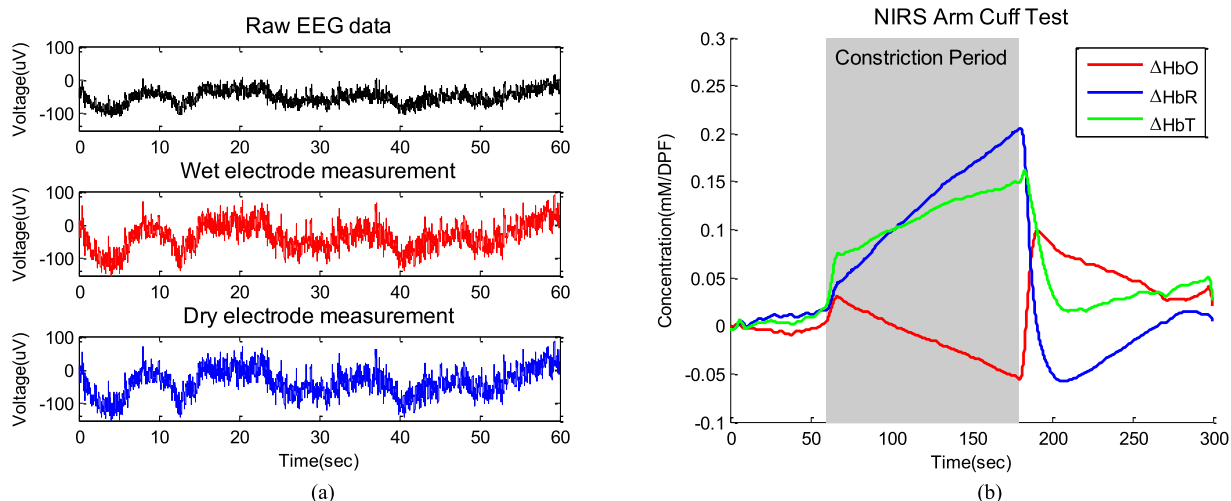 Raw EEG data
Voltage(uV)
100
0
-100
0 10 20 30 40 50 60
Wet electrode measurement
Voltage(uV)
100
0
-100
0 10 20 30 40 50 60
Dry electrode measurement
Voltage(uV)
100
0
-100
0 10 20 30 40 50 60
Time(sec)
(a)
NIRS Arm Cuff Test
Constriction Period
ΔHbO
ΔHbR
ΔHbT
Concentration(mM/DPF)
0.3
0.25
0.2
0.15
0.1
0.05
0
-0.05
-0.1
0 50 100 150 200 250 300
Time(sec)
(b)